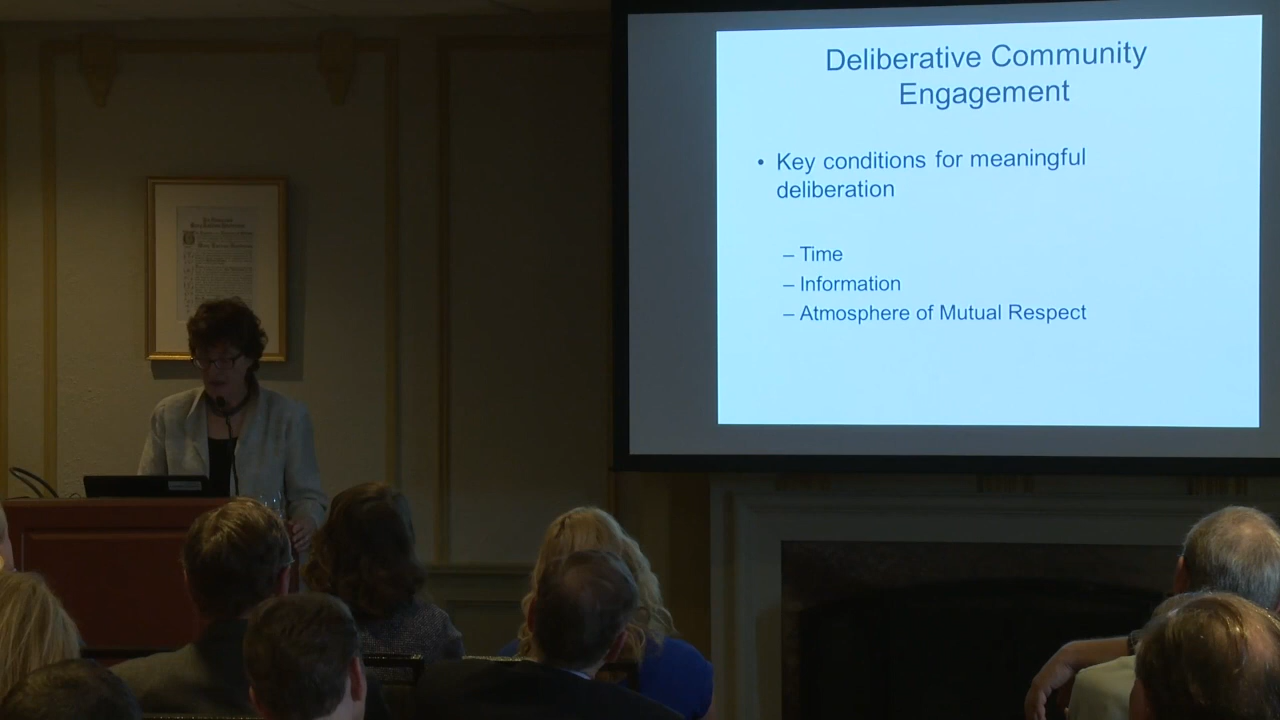 Deliberative Community
Engagement
• Key conditions for meaningful
deliberation
– Time
– Information
– Atmosphere of Mutual Respect